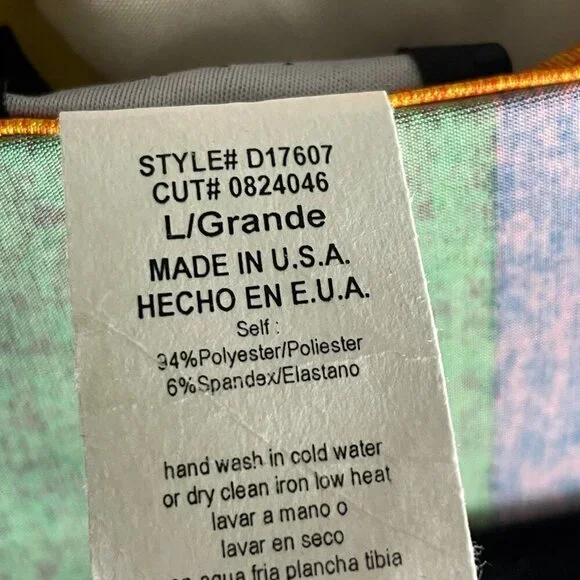 STYLE# D17607
CUT# 0824046
L/Grande
MADE IN U.S.A.
HECHO EN E.U.A.
Self :
94%Polyester/Poliester
6%Spandex/Elastano
hand wash in cold water
or dry clean iron low heat
lavar a mano o
lavar en seco
en agua fria plancha tibia